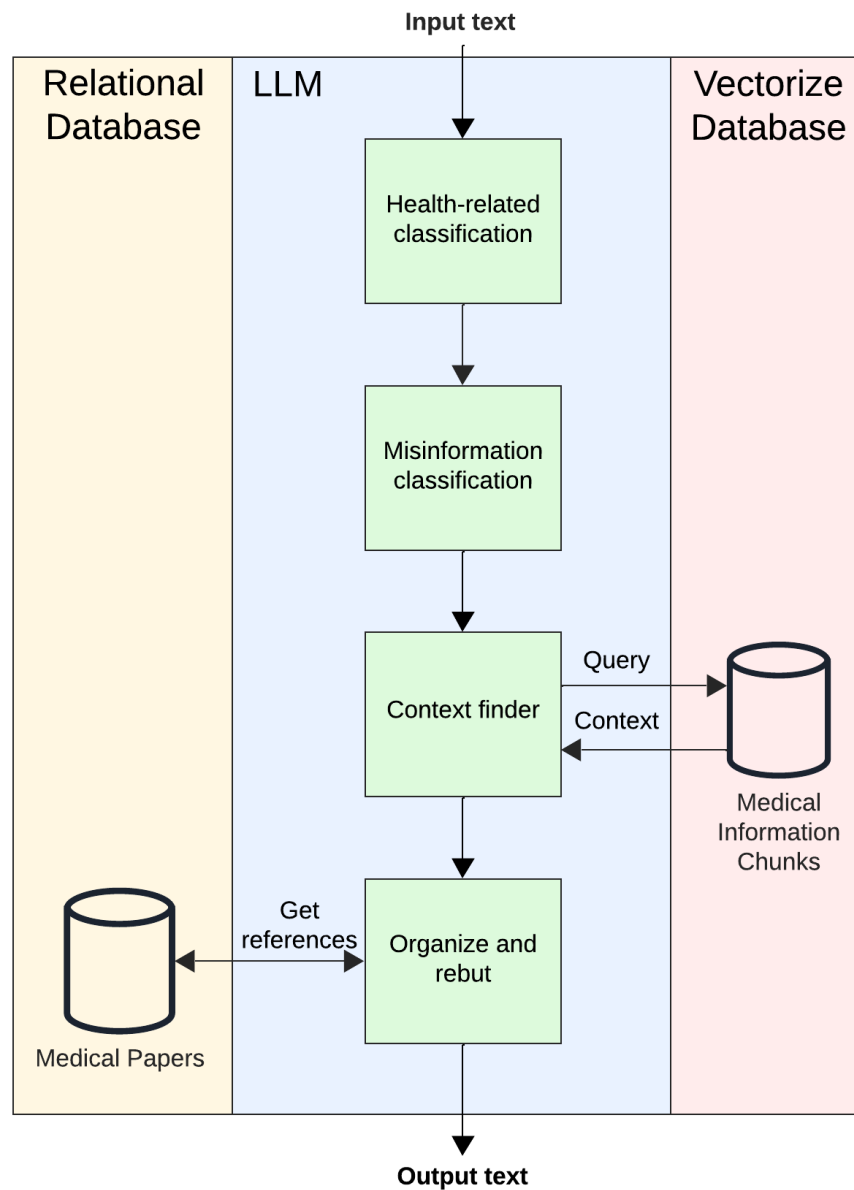 Input text
Relational
Database
LLM
Vectorize
Database
Health-related
classification
Misinformation
classification
Context finder
Query
Context
Medical
Information
Chunks
Get
references
Organize and
rebut
Medical Papers
Output text